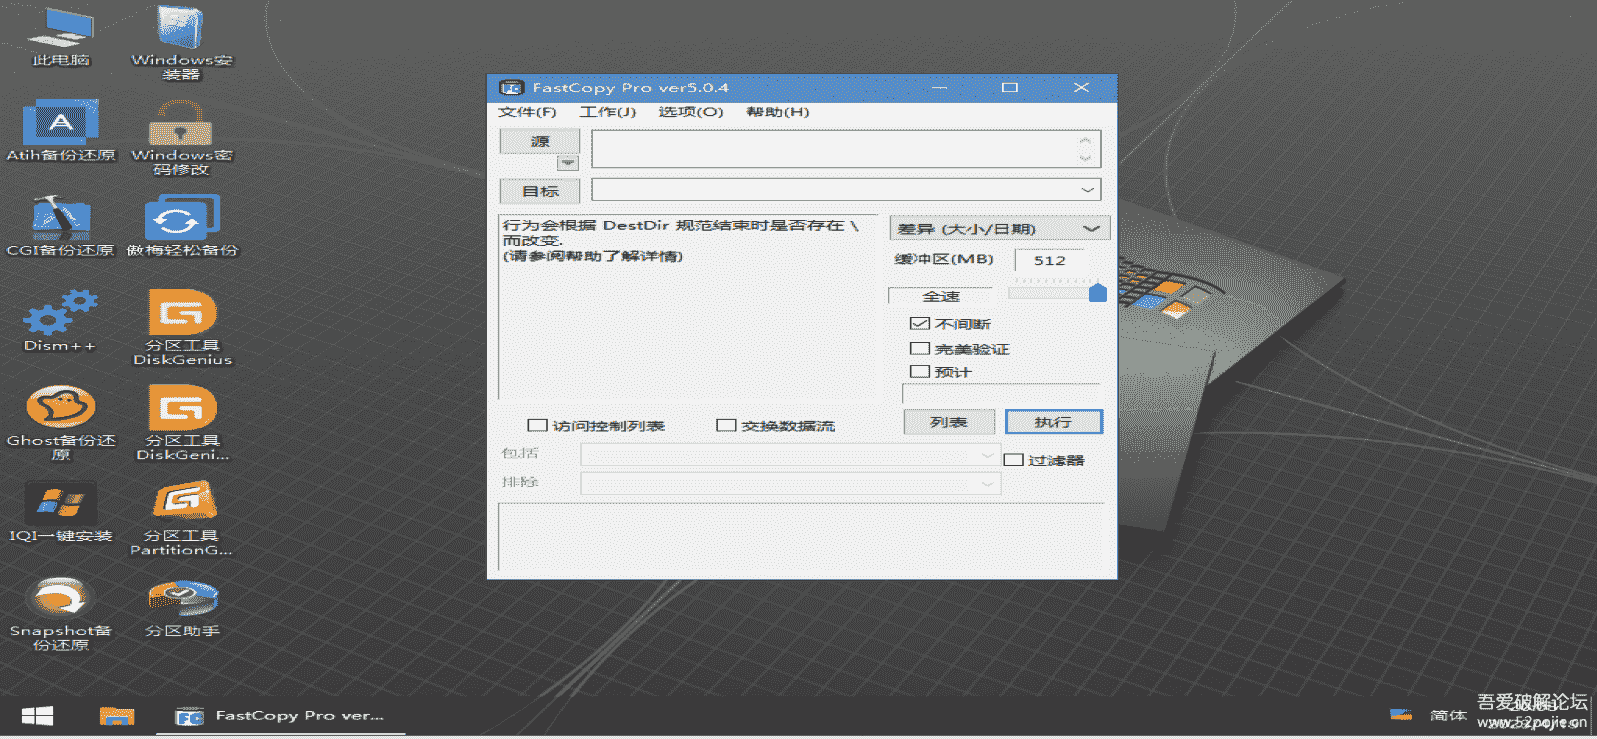 此电脑
Windows安
装器
Atih备份还原
Windows密
码修改
CGI备份还原
傲梅轻松备份
Dism++
分区工具
DiskGenius
Ghost备份还
原
分区工具
DiskGeni...
IQI一键安装
分区工具
PartitionG...
Snapshot备
份还原
分区助手
FastCopy Pro ver5.0.4
文件(F) 工作(J) 选项(O) 帮助(H)
源
目标
行为会根据 DestDir 规范结束时是否存在 \
而改变.
(请参阅帮助了解详情)
差异 (大小/日期)
缓冲区(MB) 512
全速
不间断
完美验证
预计
访问控制列表 交换数据流
列表 执行
包括
过滤器
排除
FastCopy Pro ver...
简体
吾爱破解论坛
www.52pojie.cn